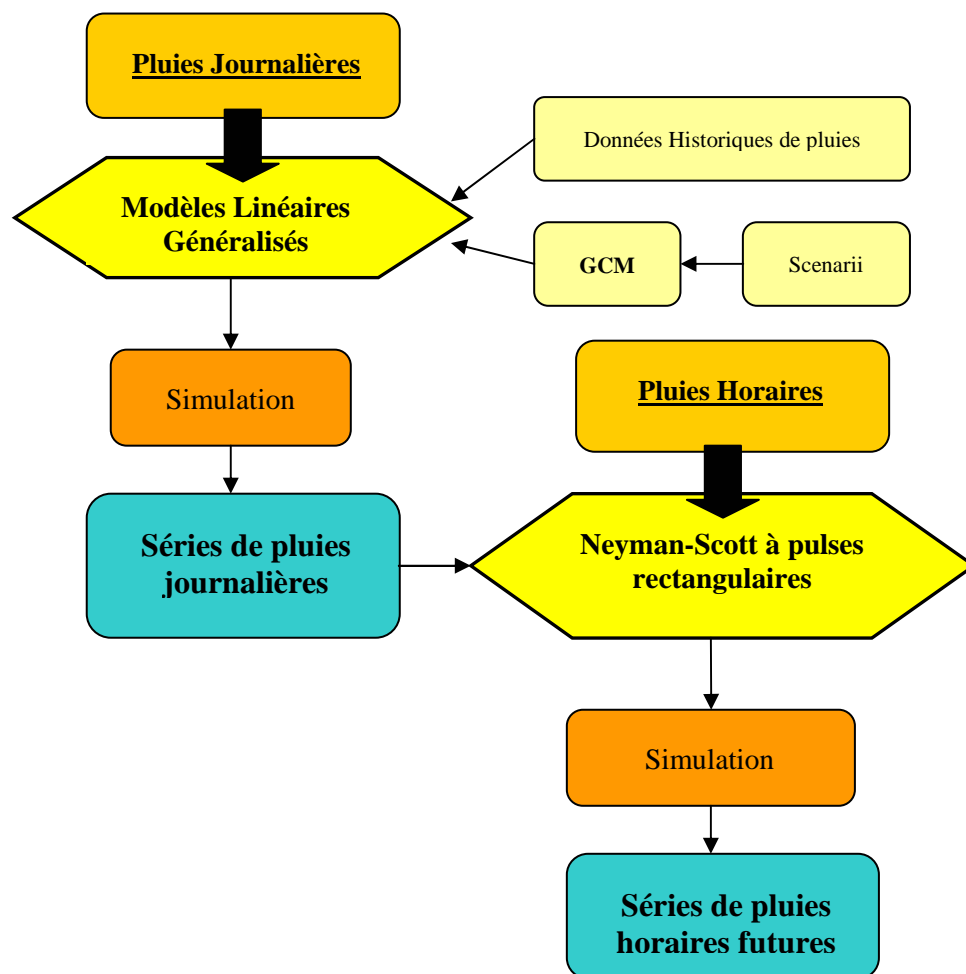 Pluies Journalières
Données Historiques de pluies
Modèles Linéaires
Généralisés
GCM
Scenarii
Simulation
Pluies Horaires
Séries de pluies
journalières
Neyman-Scott à pulses
rectangulaires
Simulation
Séries de pluies
horaires futures